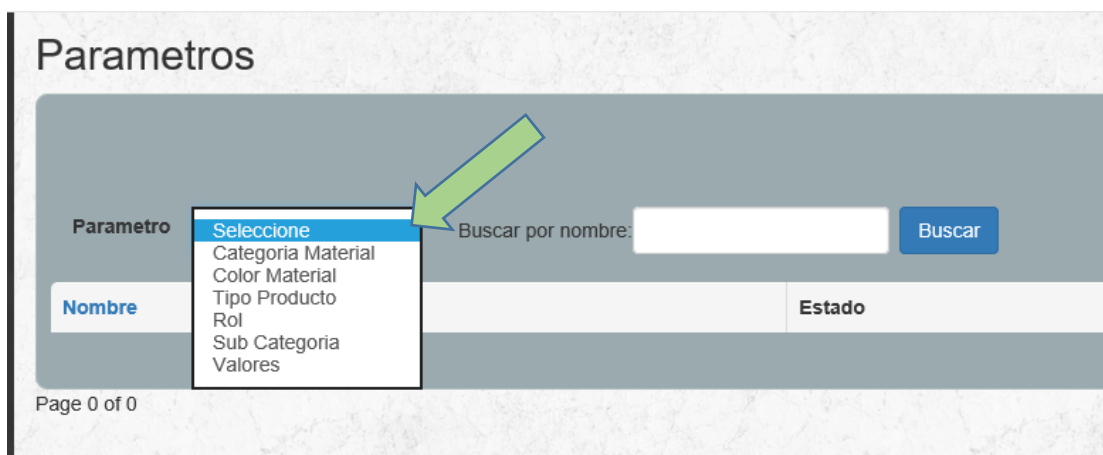 Parametros
Parametro
Seleccione
Categoria Material
Color Material
Tipo Producto
Rol
Sub Categoria
Valores
Buscar por nombre:
Buscar
Nombre
Estado
Page 0 of 0